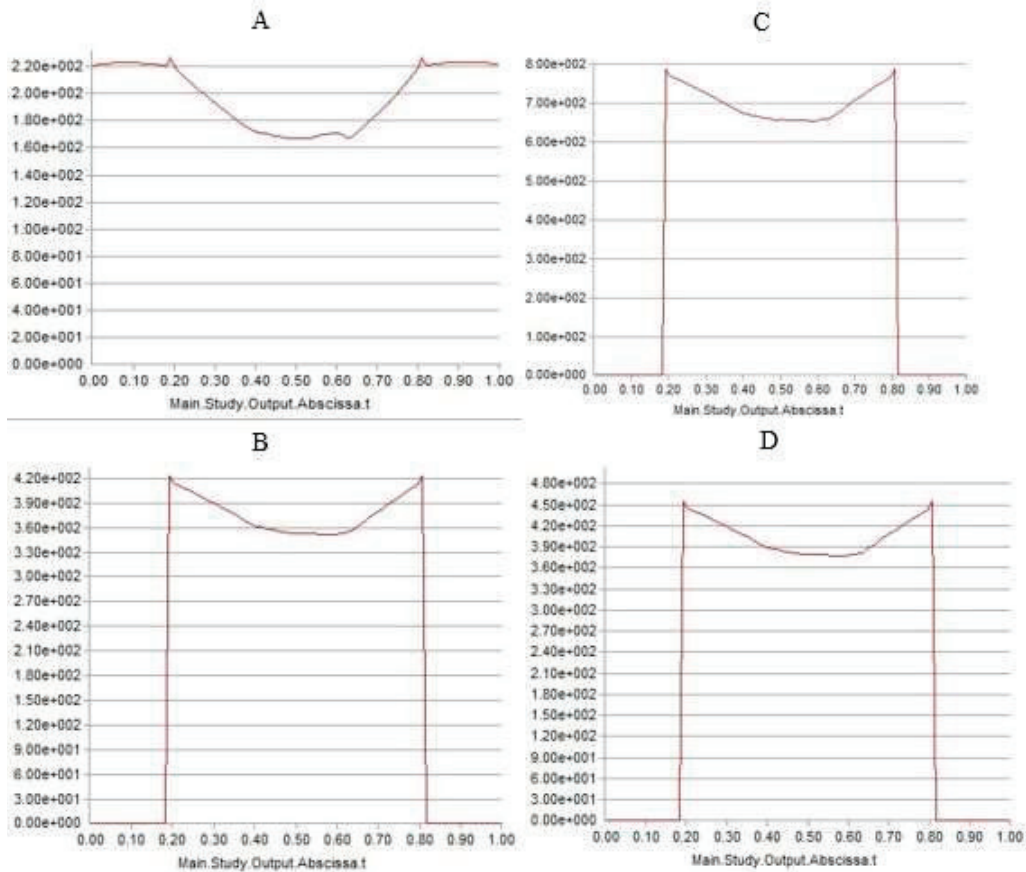 A
2.20e+002
2.00e+002
1.80e+002
1.60e+002
1.40e+002
1.20e+002
1.00e+002
8.00e+001
6.00e+001
4.00e+001
2.00e+001
0.00e+000
0.00 0.10 0.20 0.30 0.40 0.50 0.60 0.70 0.80 0.90 1.00
Main.Study.Output.Abscissa.t
C
8.00e+002
7.00e+002
6.00e+002
5.00e+002
4.00e+002
3.00e+002
2.00e+002
1.00e+002
0.00e+000
0.00 0.10 0.20 0.30 0.40 0.50 0.60 0.70 0.80 0.90 1.00
Main.Study.Output.Abscissa.t
B
4.20e+002
3.90e+002
3.60e+002
3.30e+002
3.00e+002
2.70e+002
2.40e+002
2.10e+002
1.80e+002
1.50e+002
1.20e+002
9.00e+001
6.00e+001
3.00e+001
0.00e+000
0.00 0.10 0.20 0.30 0.40 0.50 0.60 0.70 0.80 0.90 1.00
Main.Study.Output.Abscissa.t
D
4.80e+002
4.50e+002
4.20e+002
3.90e+002
3.60e+002
3.30e+002
3.00e+002
2.70e+002
2.40e+002
2.10e+002
1.80e+002
1.50e+002
1.20e+002
9.00e+001
6.00e+001
3.00e+001
0.00e+000
0.00 0.10 0.20 0.30 0.40 0.50 0.60 0.70 0.80 0.90 1.00
Main.Study.Output.Abscissa.t